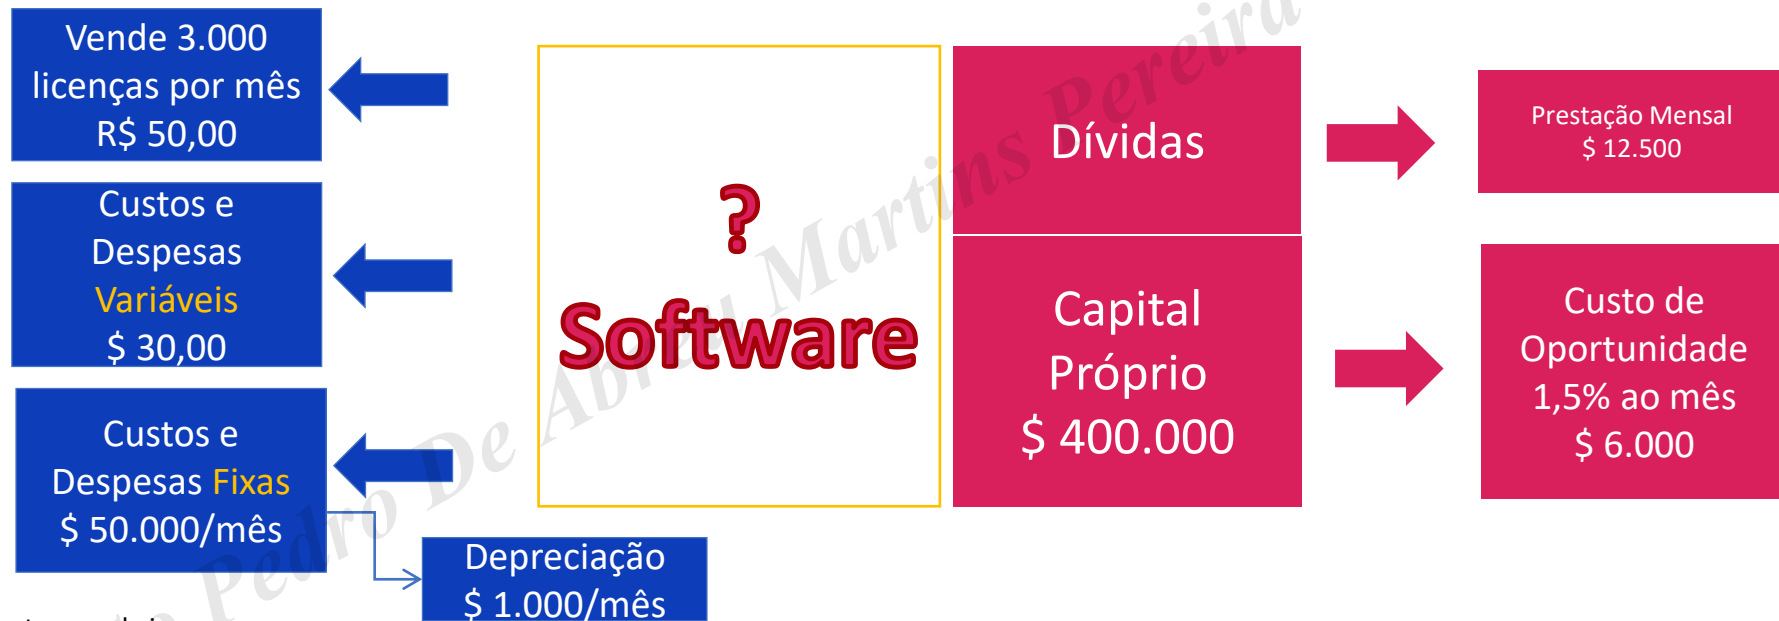 Vende 3.000
licenças por mês
R$ 50,00
Custos e
Despesas
Variáveis
$ 30,00
Custos e
Despesas Fixas
$ 50.000/mês
Depreciação
$ 1.000/mês
?
Software
Dívidas
Capital
Próprio
$ 400.000
Prestação Mensal
$ 12.500
Custo de
Oportunidade
1,5% ao mês
$ 6.000
Pedro De Abreu Martins Pereira